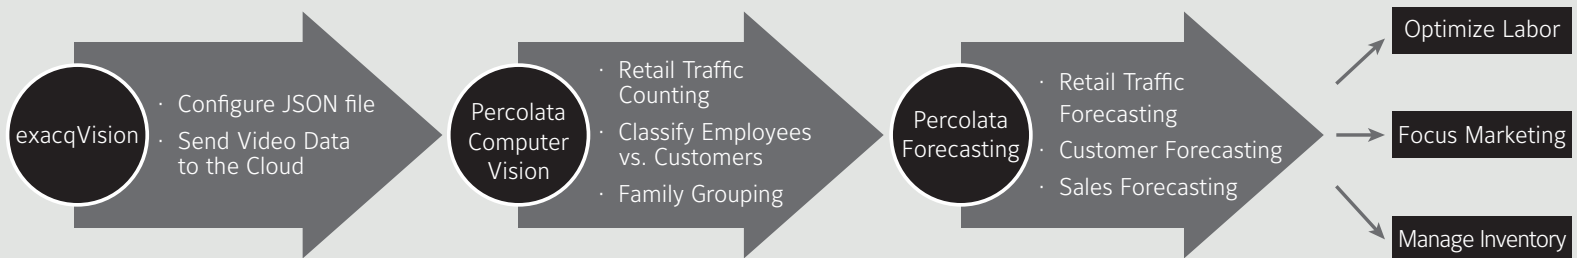 exacqVision
· Configure JSON file
· Send Video Data
to the Cloud
Percolata
Computer
Vision
· Retail Traffic
Counting
· Classify Employees
vs. Customers
· Family Grouping
Percolata
Forecasting
· Retail Traffic
Forecasting
· Customer Forecasting
· Sales Forecasting
Optimize Labor
Focus Marketing
Manage Inventory